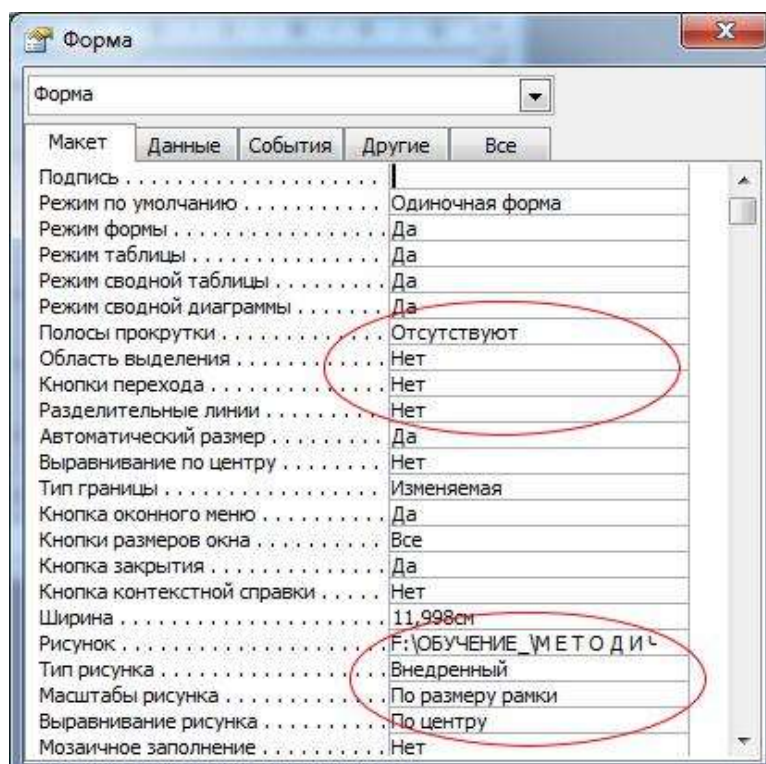 Форма
Форма
Макет Данные События Другие Все
Подпись . . . . . . . . . . . . . . . . . . . . .
Режим по умолчанию . . . . . . . . . . . Одиночная форма
Режим формы . . . . . . . . . . . . . . . . . Да
Режим таблицы . . . . . . . . . . . . . . . . Да
Режим сводной таблицы . . . . . . . . . Да
Режим сводной диаграммы . . . . . . . Да
Полосы прокрутки . . . . . . . . . . . . . Отсутствуют
Область выделения . . . . . . . . . . . . Нет
Кнопки перехода . . . . . . . . . . . . . . Нет
Разделительные линии . . . . . . . . . . Нет
Автоматический размер . . . . . . . . . Да
Выравнивание по центру . . . . . . . . Нет
Тип границы . . . . . . . . . . . . . . . . . Изменяемая
Кнопка оконного меню . . . . . . . . . . Да
Кнопки размеров окна . . . . . . . . . . Все
Кнопка закрытия . . . . . . . . . . . . . . Да
Кнопка контекстной справки . . . . . Нет
Ширина . . . . . . . . . . . . . . . . . . . . . 11,998см
Рисунок . . . . . . . . . . . . . . . . . . . . . F:\ОБУЧЕНИЕ_\М Е Т О Д И
Тип рисунка . . . . . . . . . . . . . . . . . Внедренный
Масштабы рисунка . . . . . . . . . . . . . По размеру рамки
Выравнивание рисунка . . . . . . . . . . По центру
Мозаичное заполнение . . . . . . . . . . Нет